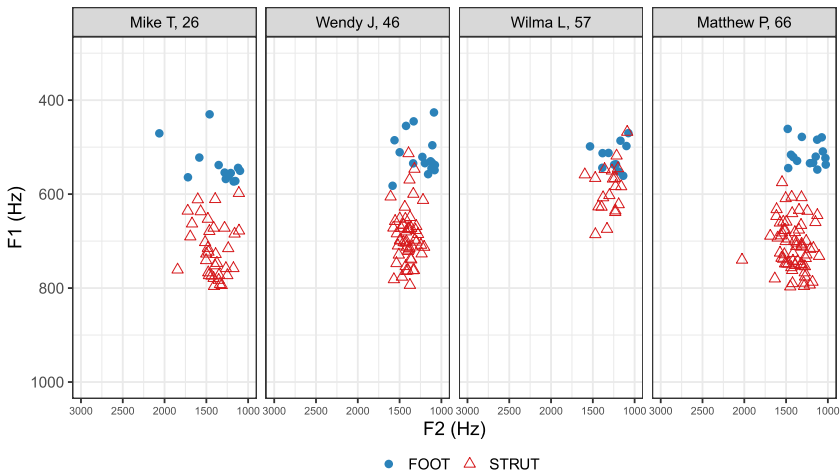 Mike T, 26 Wendy J, 46 Wilma L, 57 Matthew P, 66
400
600
800
1000
F1 (Hz)
3000 2500 2000 1500 1000 3000 2500 2000 1500 1000 3000 2500 2000 1500 1000 3000 2500 2000 1500 1000
F2 (Hz)
FOOT STRUT